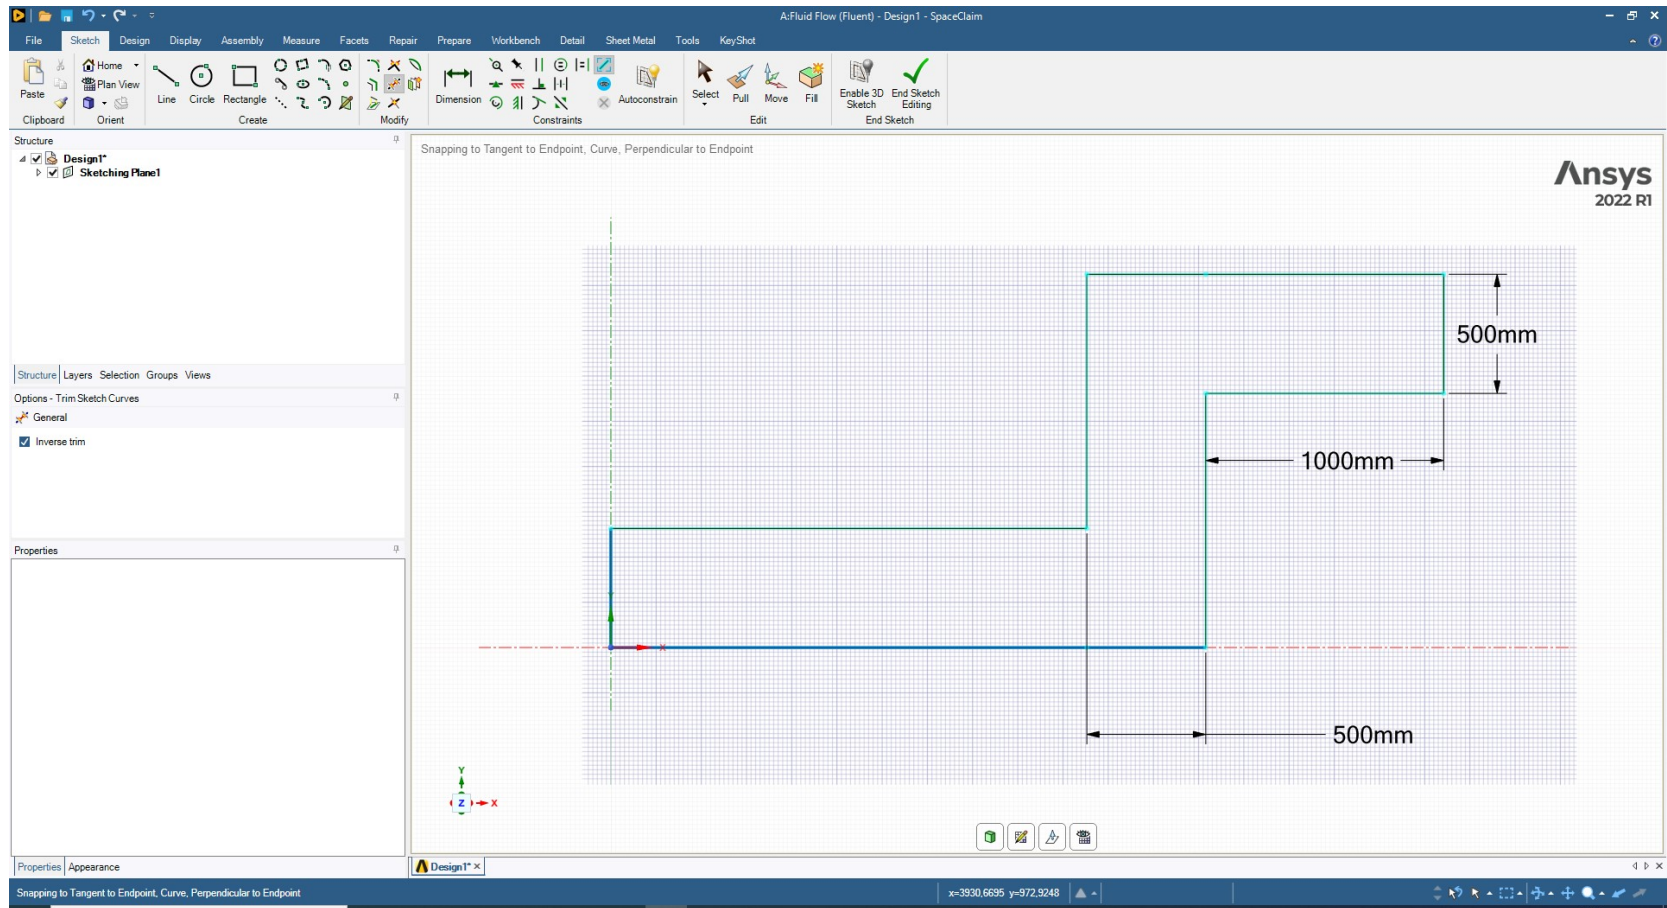 A:Fluid Flow (Fluent) - Design1 - SpaceClaim
File Sketch Design Display Assembly Measure Facets Repair Prepare Workbench Detail Sheet Metal Tools KeyShot
Paste
Home
Plan View
Line Circle Rectangle
Dimension
Autoconstrain
Select Pull Move Fill
Enable 3D Sketch
End Sketch Editing
Clipboard Orient Create Modify Constraints Edit End Sketch
Structure
Design1*
Sketching Plane1
Structure Layers Selection Groups Views
Options - Trim Sketch Curves
General
Inverse trim
Properties
Properties Appearance
Snapping to Tangent to Endpoint, Curve, Perpendicular to Endpoint
Ansys
2022 R1
500mm
1000mm
500mm
X
Y
Z X
Design1*
Snapping to Tangent to Endpoint, Curve, Perpendicular to Endpoint
x=3930,6695 y=972,9248